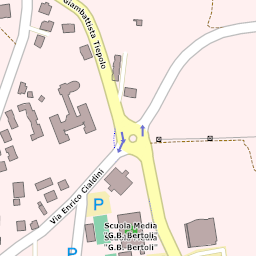 Giambattista Tiepolo
Via Enrico Cialdini
P
P
Scuola Media
"G.B. Bertoli"
"G.B. Bertoli"